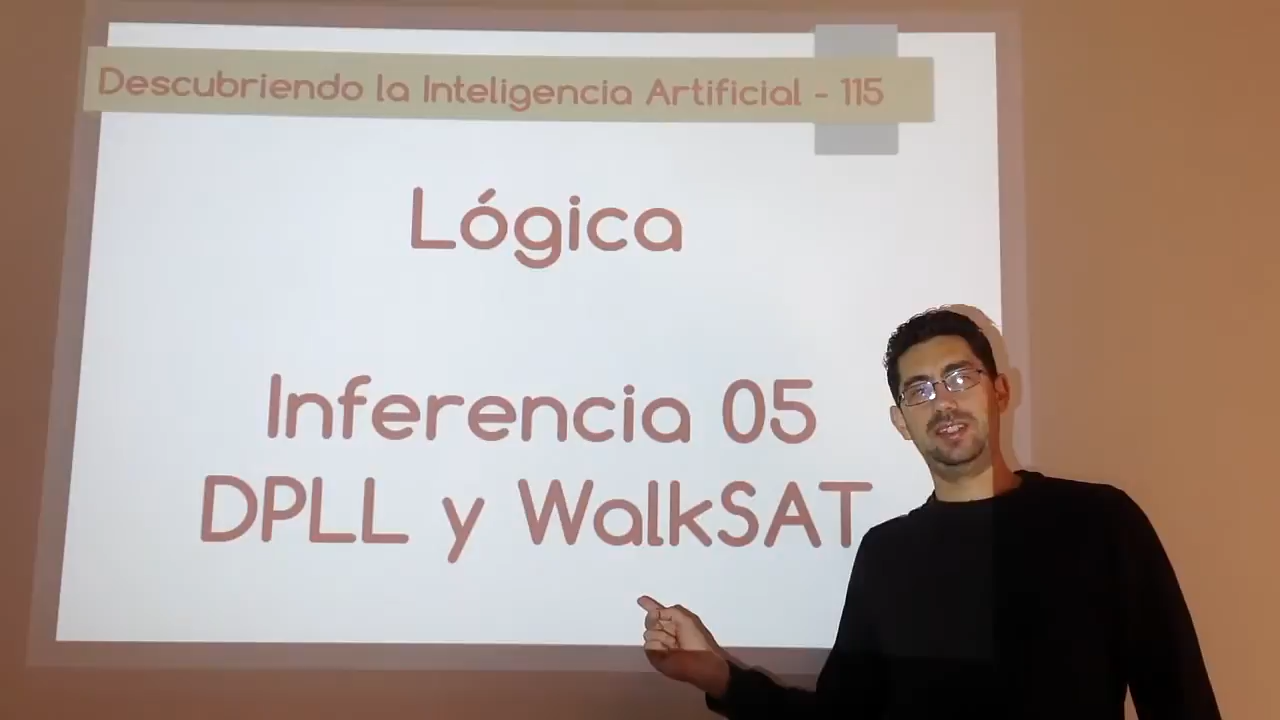 Descubriendo la Inteligencia Artificial - 115
Lógica
Inferencia 05
DPLL y WalkSAT